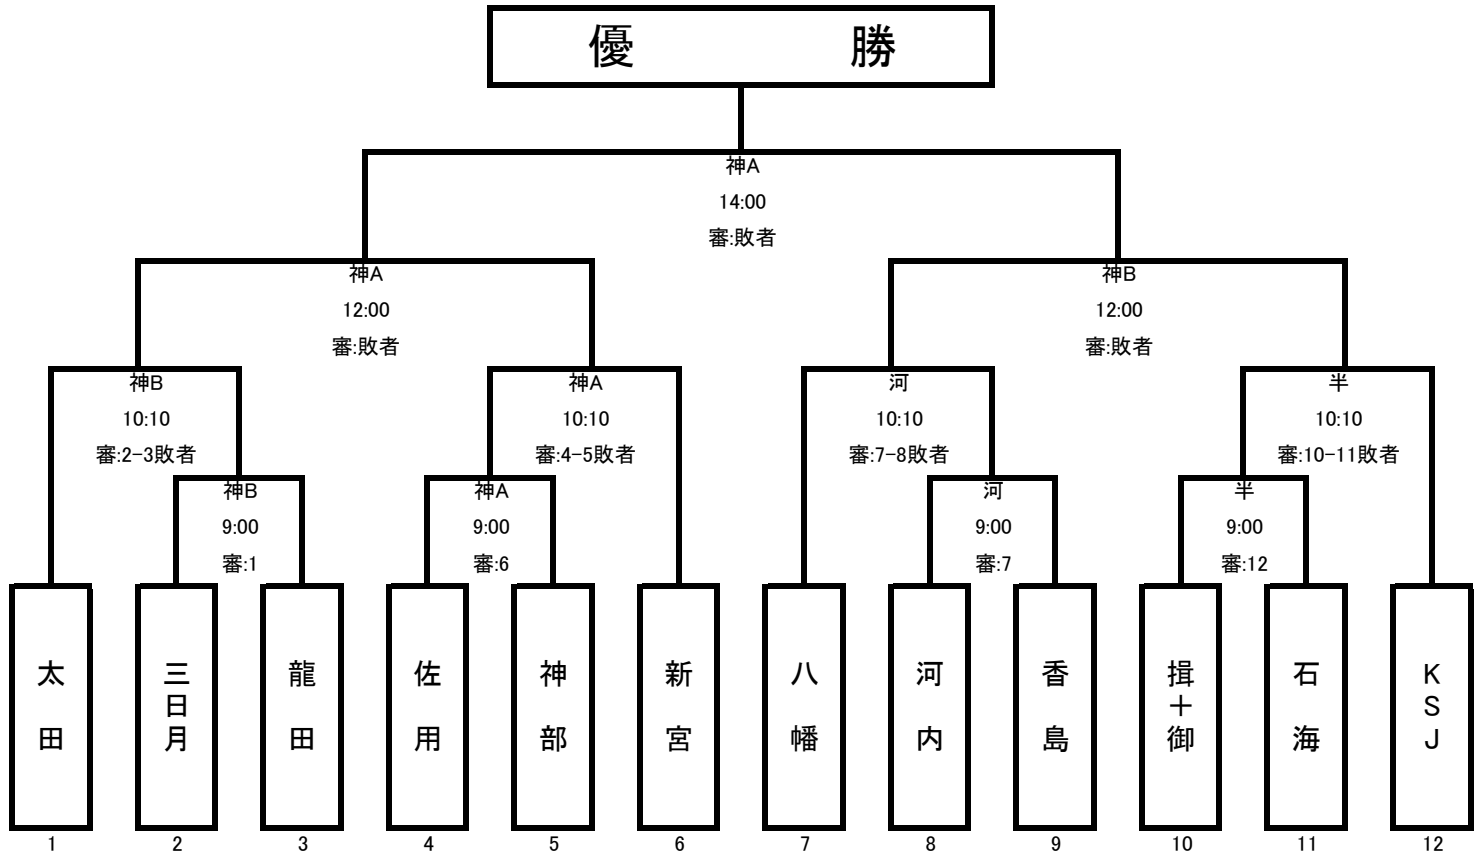 優　勝
神A
14:00
審:敗者
神A
12:00
審:敗者
神B
12:00
審:敗者
神B
10:10
審:2-3敗者
神A
10:10
審:4-5敗者
河
10:10
審:7-8敗者
半
10:10
審:10-11敗者
神B
9:00
審:1
神A
9:00
審:6
河
9:00
審:7
半
9:00
審:12
太田
三日月
龍田
佐用
神部
新宮
八幡
河内
香島
揖十御
石海
KSJ
1 2 3 4 5 6 7 8 9 10 11 12